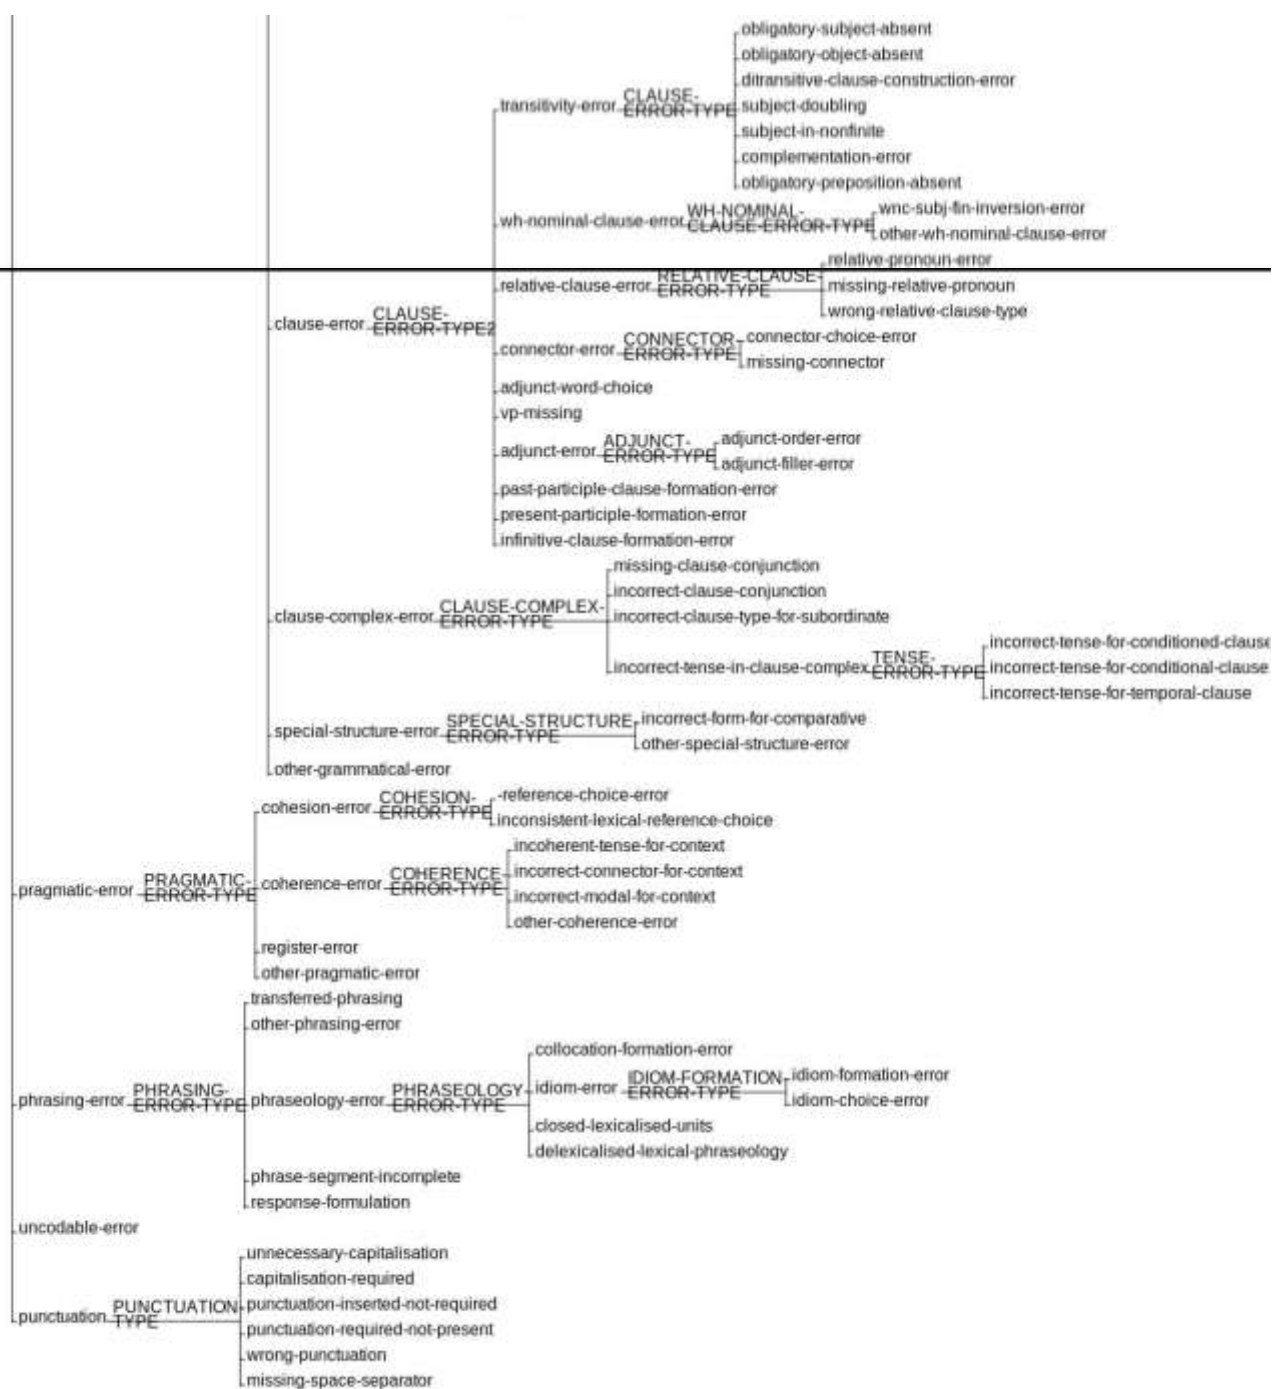 obligatory-subject-absent
obligatory-object-absent
ditransitive-clause-construction-error
transitivity-error CLAUSE-ERROR-TYPE subject-doubling
subject-in-nonfinite
complementation-error
obligatory-preposition-absent
wh-nominal-clause-error WH-NOMINAL-CLAUSE-ERROR-TYPE wnc-subj-fin-inversion-error
other-wh-nominal-clause-error
relative-pronoun-error
relative-clause-error RELATIVE-CLAUSE-ERROR-TYPE missing-relative-pronoun
wrong-relative-clause-type
clause-error CLAUSE-ERROR-TYPE2
connector-error CONNECTOR-ERROR-TYPE connector-choice-error
missing-connector
adjunct-word-choice
vp-missing
adjunct-error ADJUNCT-ERROR-TYPE adjunct-order-error
adjunct-filler-error
past-participle-clause-formation-error
present-participle-formation-error
infinitive-clause-formation-error
missing-clause-conjunction
incorrect-clause-conjunction
clause-complex-error CLAUSE-COMPLEX-ERROR-TYPE incorrect-clause-type-for-subordinate
incorrect-tense-for-conditioned-clause
incorrect-tense-in-clause-complex TENSE-ERROR-TYPE incorrect-tense-for-conditional-clause
incorrect-tense-for-temporal-clause
special-structure-error SPECIAL-STRUCTURE-ERROR-TYPE incorrect-form-for-comparative
other-special-structure-error
other-grammatical-error
cohesion-error COHESION-ERROR-TYPE -reference-choice-error
inconsistent-lexical-reference-choice
incoherent-tense-for-context
pragmatic-error PRAGMATIC-ERROR-TYPE coherence-error COHERENCE-ERROR-TYPE incorrect-connector-for-context
incorrect-modal-for-context
other-coherence-error
register-error
other-pragmatic-error
transferred-phrasing
other-phrasing-error
collocation-formation-error
phrasing-error PHRASING-ERROR-TYPE phraseology-error PHRASEOLOGY-ERROR-TYPE idiom-error IDIOM-FORMATION-ERROR-TYPE idiom-formation-error
idiom-choice-error
closed-lexicalised-units
delexicalised-lexical-phraseology
phrase-segment-incomplete
response-formulation
uncodable-error
unnecessary-capitalisation
capitalisation-required
punctuation PUNCTUATION-TYPE punctuation-inserted-not-required
punctuation-required-not-present
wrong-punctuation
missing-space-separator